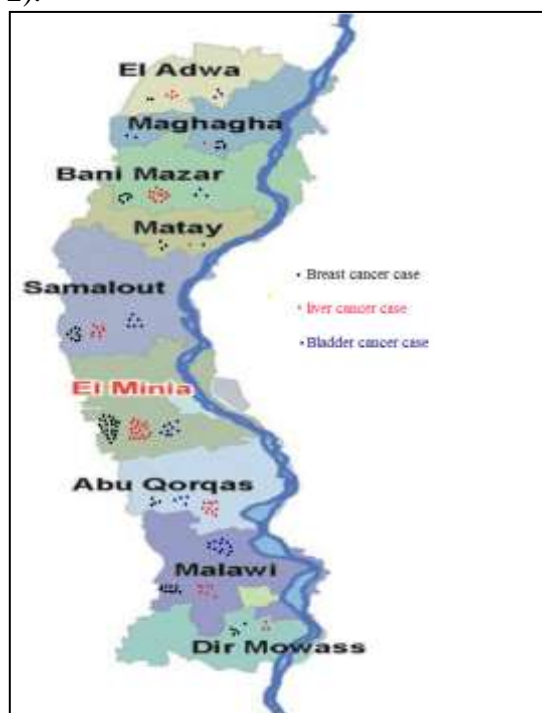 2).
El Adwa
Maghagha
Bani Mazar
Matay
Samalout
• Breast cancer case
• liver cancer case
• Bladder cancer case
El Minia
Abu Qorqas
Malawi
Dir Mowass